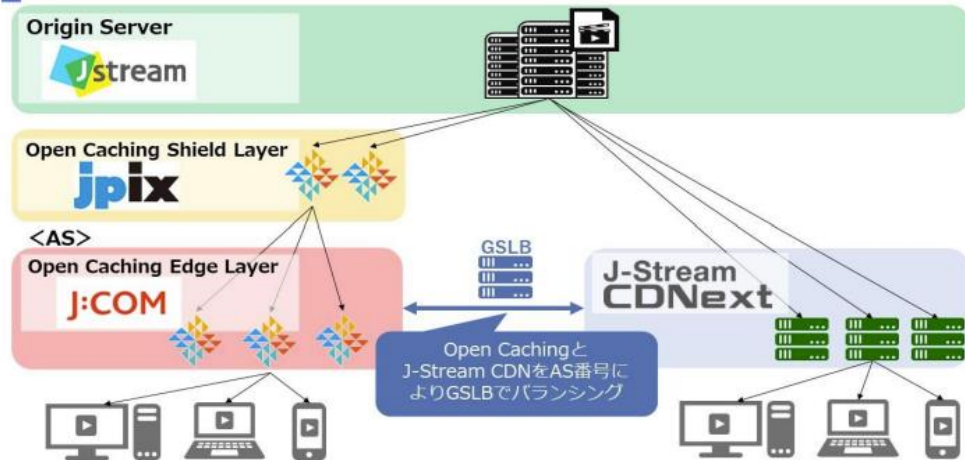 Origin Server
Jstream
Open Caching Shield Layer
jpix
<AS>
Open Caching Edge Layer
J:COM
GSLB
J-Stream
CDNext
Open Cachingと
J-Stream CDNをAS番号に
よりGSLBでバランシング